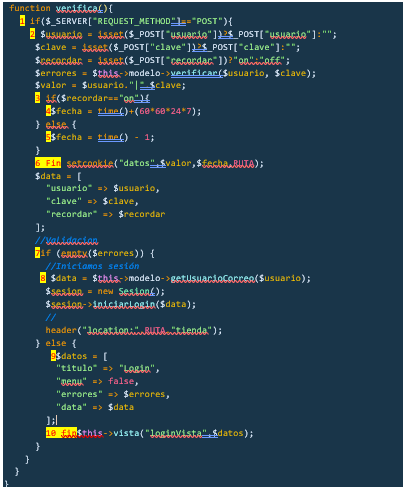 function verifica(){
1 if($_SERVER["REQUEST_METHOD"]=="POST"){
2 $usuario = isset($_POST["usuario"])?$_POST["usuario"]:"";
$clave = isset($_POST["clave"])?$_POST["clave"]:"";
$recordar = isset($_POST["recordar"])?"on":"off";
$errores = $this->modelo->verificar($usuario, $clave);
$valor = $usuario."|".$clave;
3 if($recordar=="on"){
4$fecha = time()+(60*60*24*7);
} else {
5$fecha = time() - 1;
}
6 Fin setcookie("datos",$valor,$fecha,RUTA);
$data = [
"usuario" => $usuario,
"clave" => $clave,
"recordar" => $recordar
];
//Validacion
7if (empty($errores)) {
//Iniciamos sesión
8 $data = $this->modelo->getUsuarioCorreo($usuario);
$sesion = new Sesion();
$sesion->iniciarLogin($data);
//
header("location:".RUTA."tienda");
} else {
9$datos = [
"titulo" => "Login",
"menu" => false,
"errores" => $errores,
"data" => $data
];
10 fin$this->vista("loginVista",$datos);
}
}
}
}